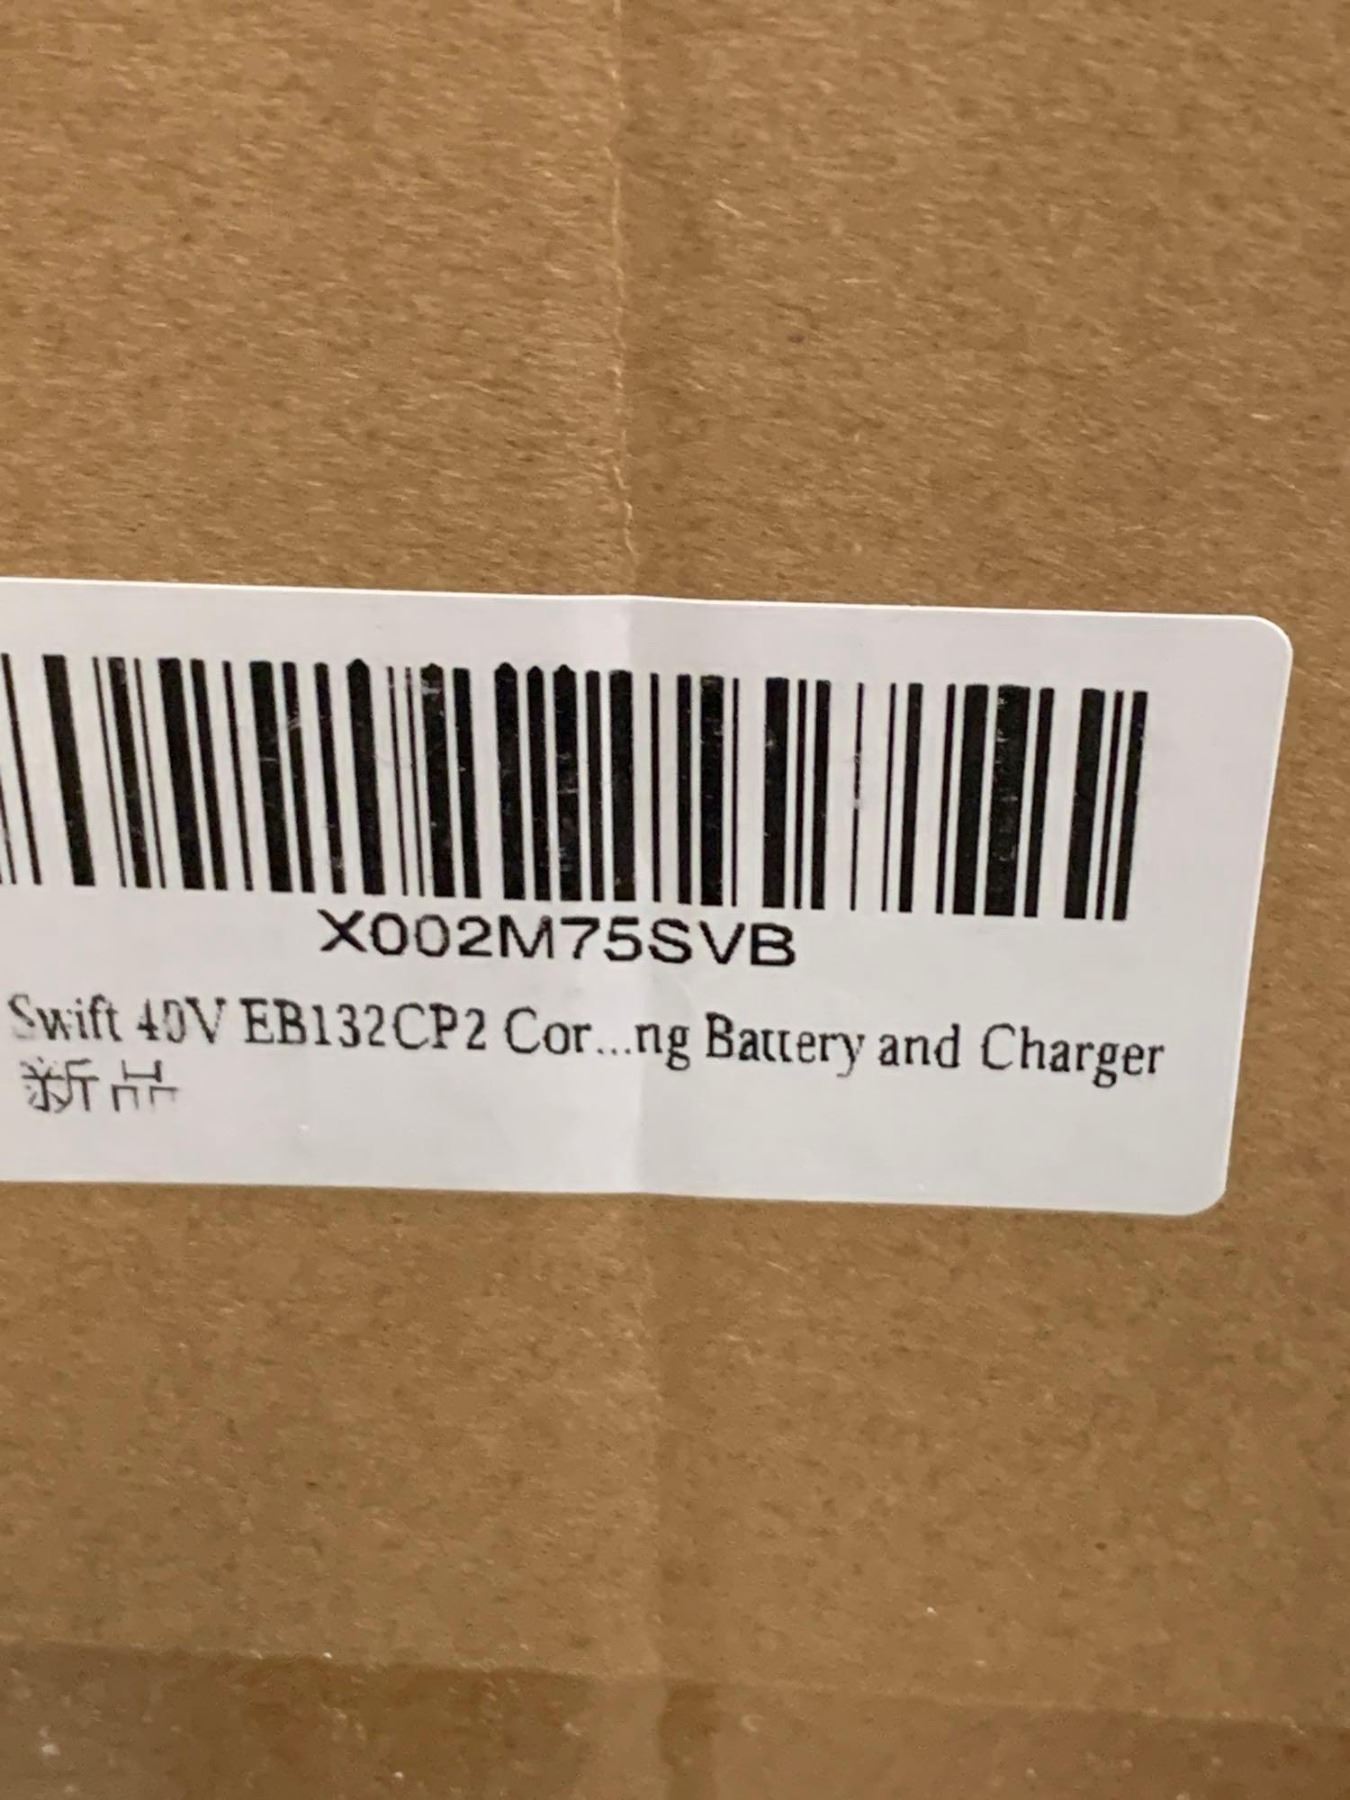 X002M75SVB
Swift 40V EB132CP2 Cor...ng Battery and Charger
新品